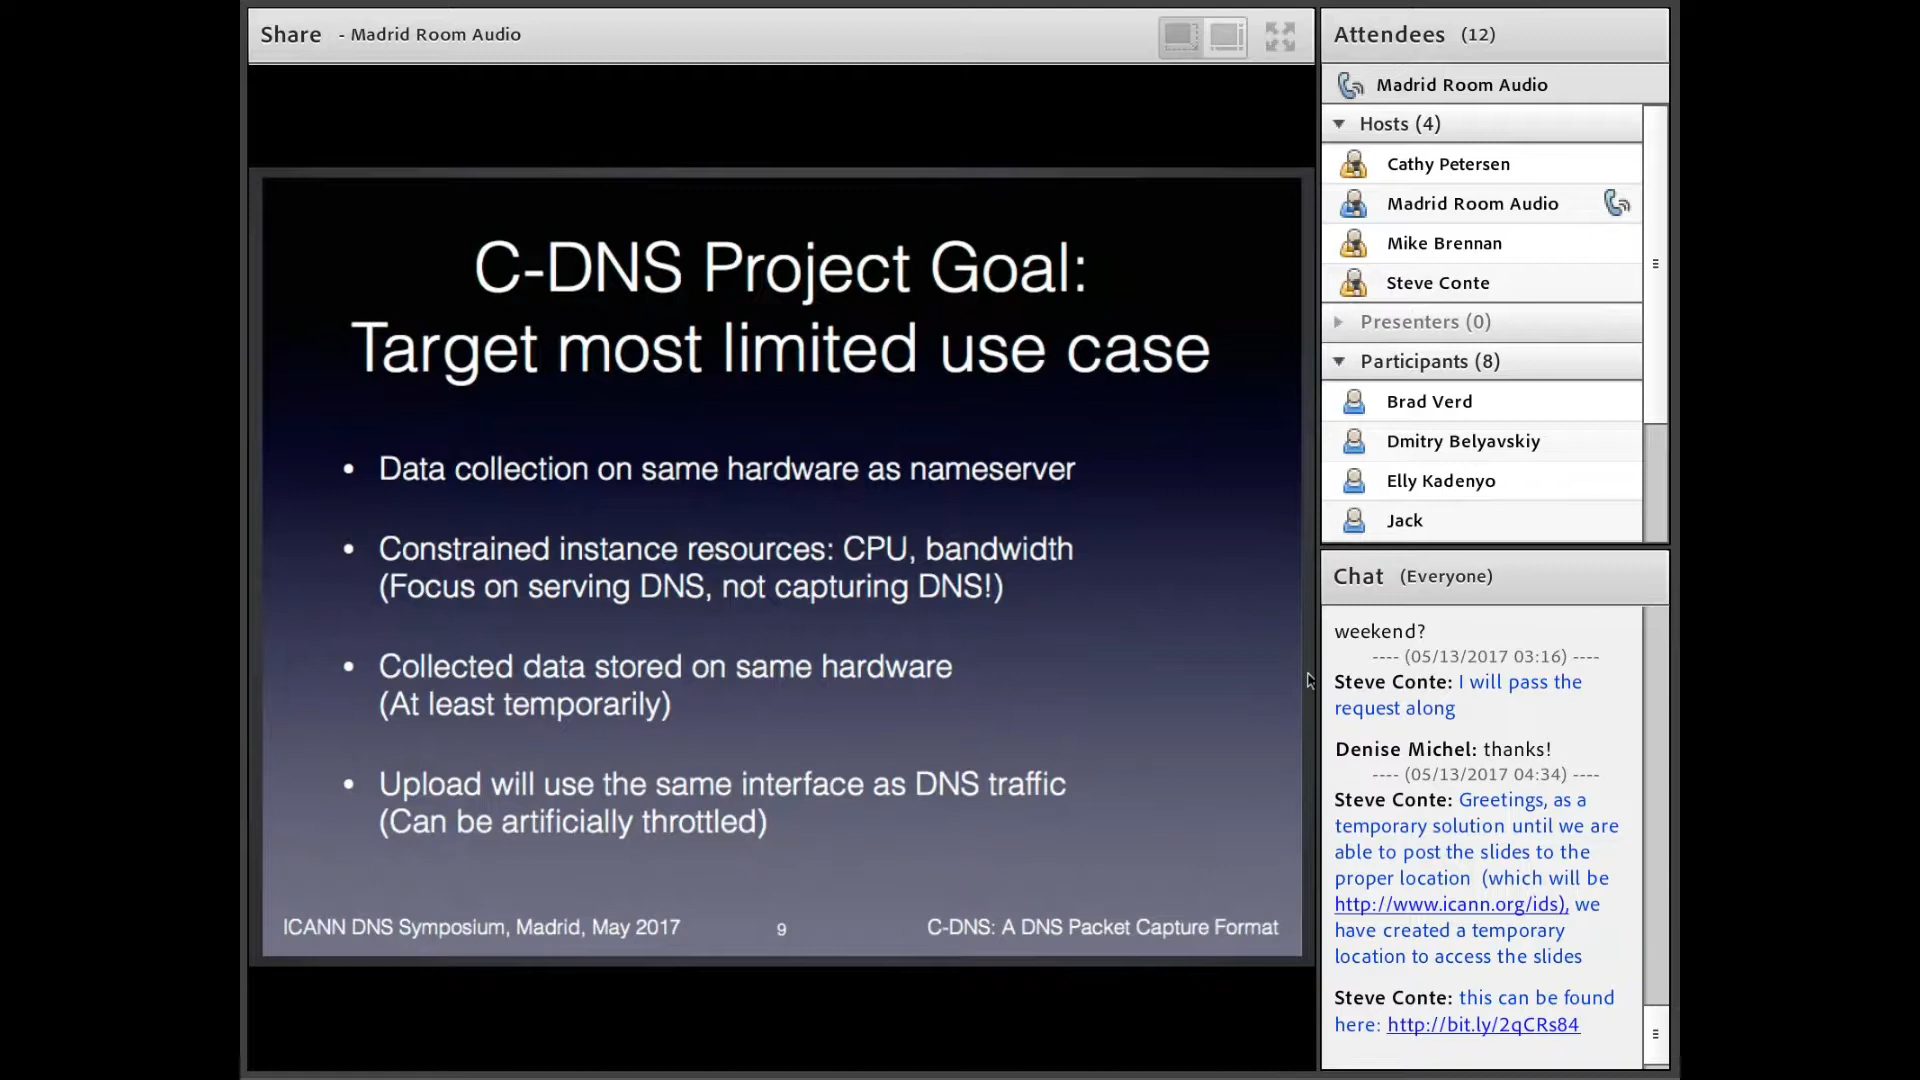 Share - Madrid Room Audio
C-DNS Project Goal:
Target most limited use case
• Data collection on same hardware as nameserver
• Constrained instance resources: CPU, bandwidth
(Focus on serving DNS, not capturing DNS!)
• Collected data stored on same hardware
(At least temporarily)
• Upload will use the same interface as DNS traffic
(Can be artificially throttled)
ICANN DNS Symposium, Madrid, May 2017 9 C-DNS: A DNS Packet Capture Format
Attendees (12)
Madrid Room Audio
Hosts (4)
Cathy Petersen
Madrid Room Audio
Mike Brennan
Steve Conte
Presenters (0)
Participants (8)
Brad Verd
Dmitry Belyavskiy
Elly Kadenyo
Jack
Chat (Everyone)
weekend?
---- (05/13/2017 03:16) ----
Steve Conte: I will pass the
request along
Denise Michel: thanks!
---- (05/13/2017 04:34) ----
Steve Conte: Greetings, as a
temporary solution until we are
able to post the slides to the
proper location (which will be
http://www.icann.org/ids), we
have created a temporary
location to access the slides
Steve Conte: this can be found
here: http://bit.ly/2qCRs84